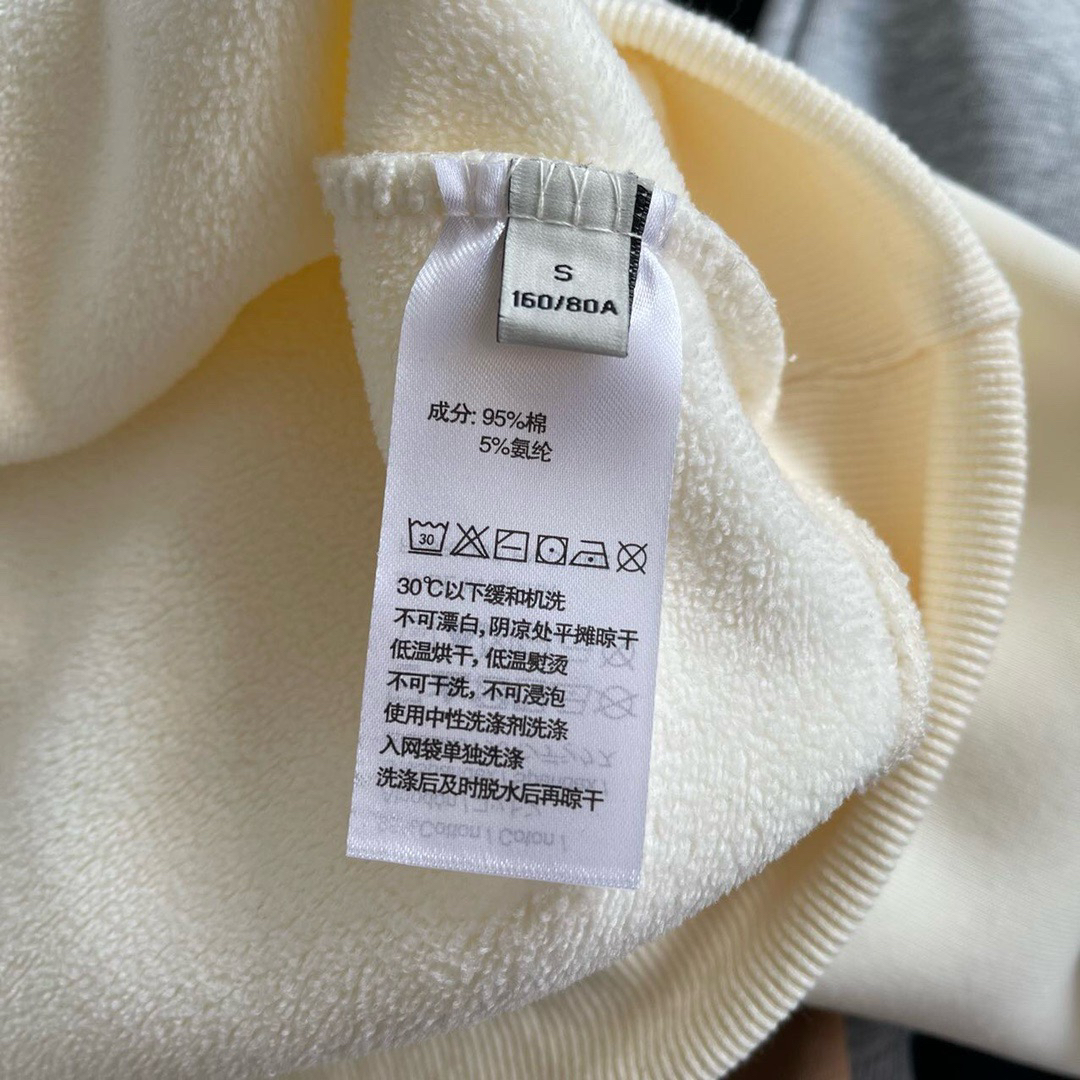 S
160/80A
成分: 95%棉
5%氨纶
30
30℃以下缓和机洗
不可漂白, 阴凉处平摊晾干
低温烘干, 低温熨烫
不可干洗, 不可浸泡
使用中性洗涤剂洗涤
入网袋单独洗涤
洗涤后及时脱水后再晾干
Cotton / Coton /